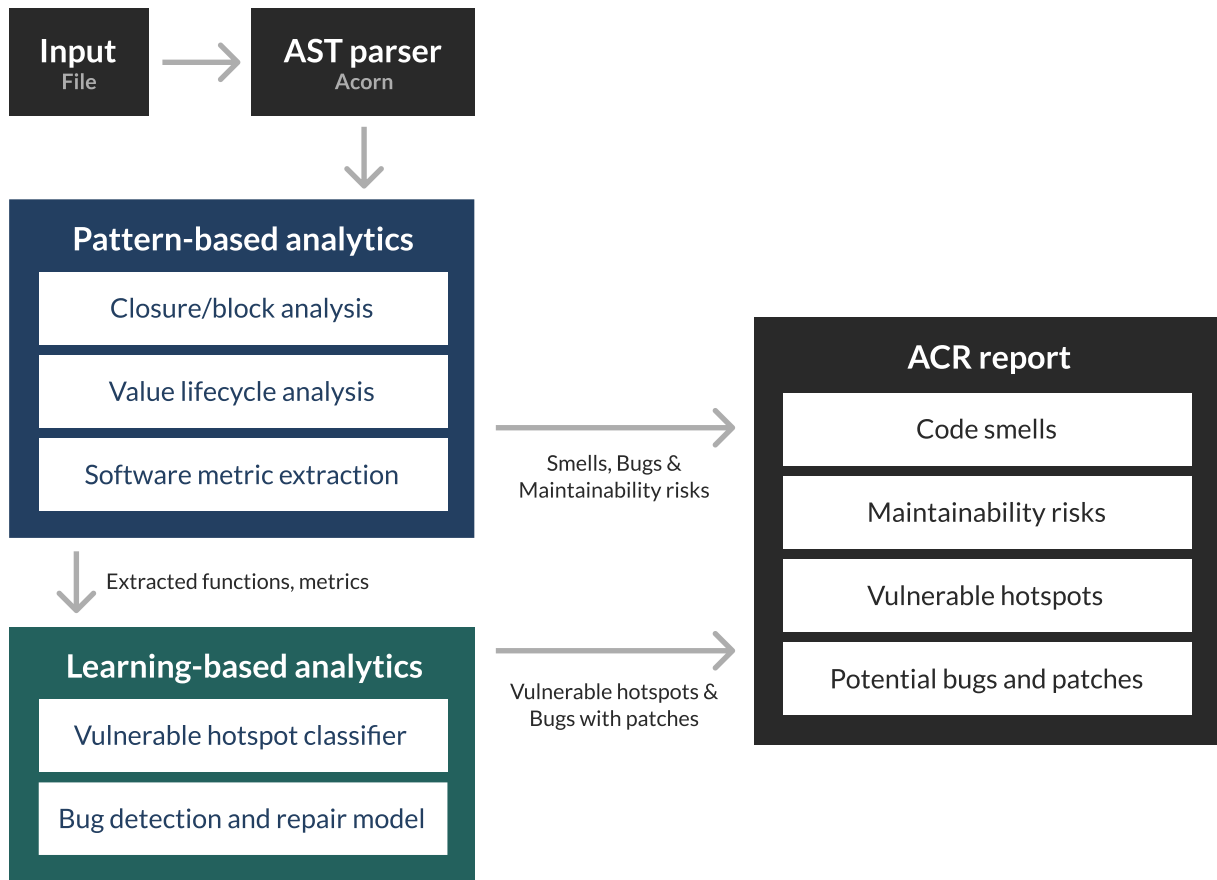 Input
File
AST parser
Acorn
Pattern-based analytics
Closure/block analysis
Value lifecycle analysis
Software metric extraction
Smells, Bugs &
Maintainability risks
Extracted functions, metrics
Learning-based analytics
Vulnerable hotspot classifier
Bug detection and repair model
Vulnerable hotspots &
Bugs with patches
ACR report
Code smells
Maintainability risks
Vulnerable hotspots
Potential bugs and patches